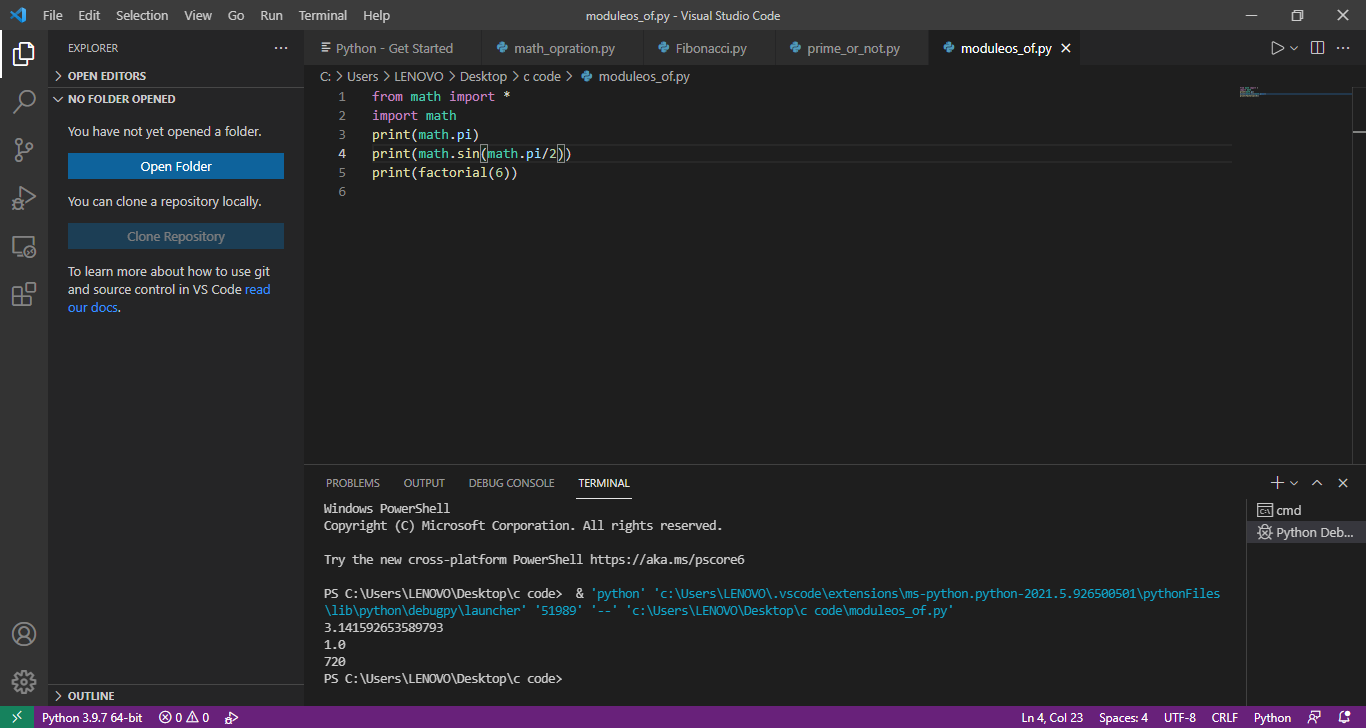 File Edit Selection View Go Run Terminal Help moduleos_of.py - Visual Studio Code
EXPLORER
OPEN EDITORS
NO FOLDER OPENED
You have not yet opened a folder.
Open Folder
You can clone a repository locally.
Clone Repository
To learn more about how to use git
and source control in VS Code read
our docs.
OUTLINE
Python - Get Started math_opration.py Fibonacci.py prime_or_not.py moduleos_of.py
C: > Users > LENOVO > Desktop > c code > moduleos_of.py
1 from math import *
2 import math
3 print(math.pi)
4 print(math.sin(math.pi/2))
5 print(factorial(6))
6
PROBLEMS OUTPUT DEBUG CONSOLE TERMINAL
Windows PowerShell
Copyright (C) Microsoft Corporation. All rights reserved.
Try the new cross-platform PowerShell https://aka.ms/pscore6
PS C:\Users\LENOVO\Desktop\c code>  & 'python' 'c:\Users\LENOVO\.vscode\extensions\ms-python.python-2021.5.926500501\pythonFiles
\lib\python\debugpy\launcher' '51989' '--' 'c:\Users\LENOVO\Desktop\c code\moduleos_of.py'
3.141592653589793
1.0
720
PS C:\Users\LENOVO\Desktop\c code>
cmd
Python Deb...
Python 3.9.7 64-bit 0 0 Ln 4, Col 23 Spaces: 4 UTF-8 CRLF Python